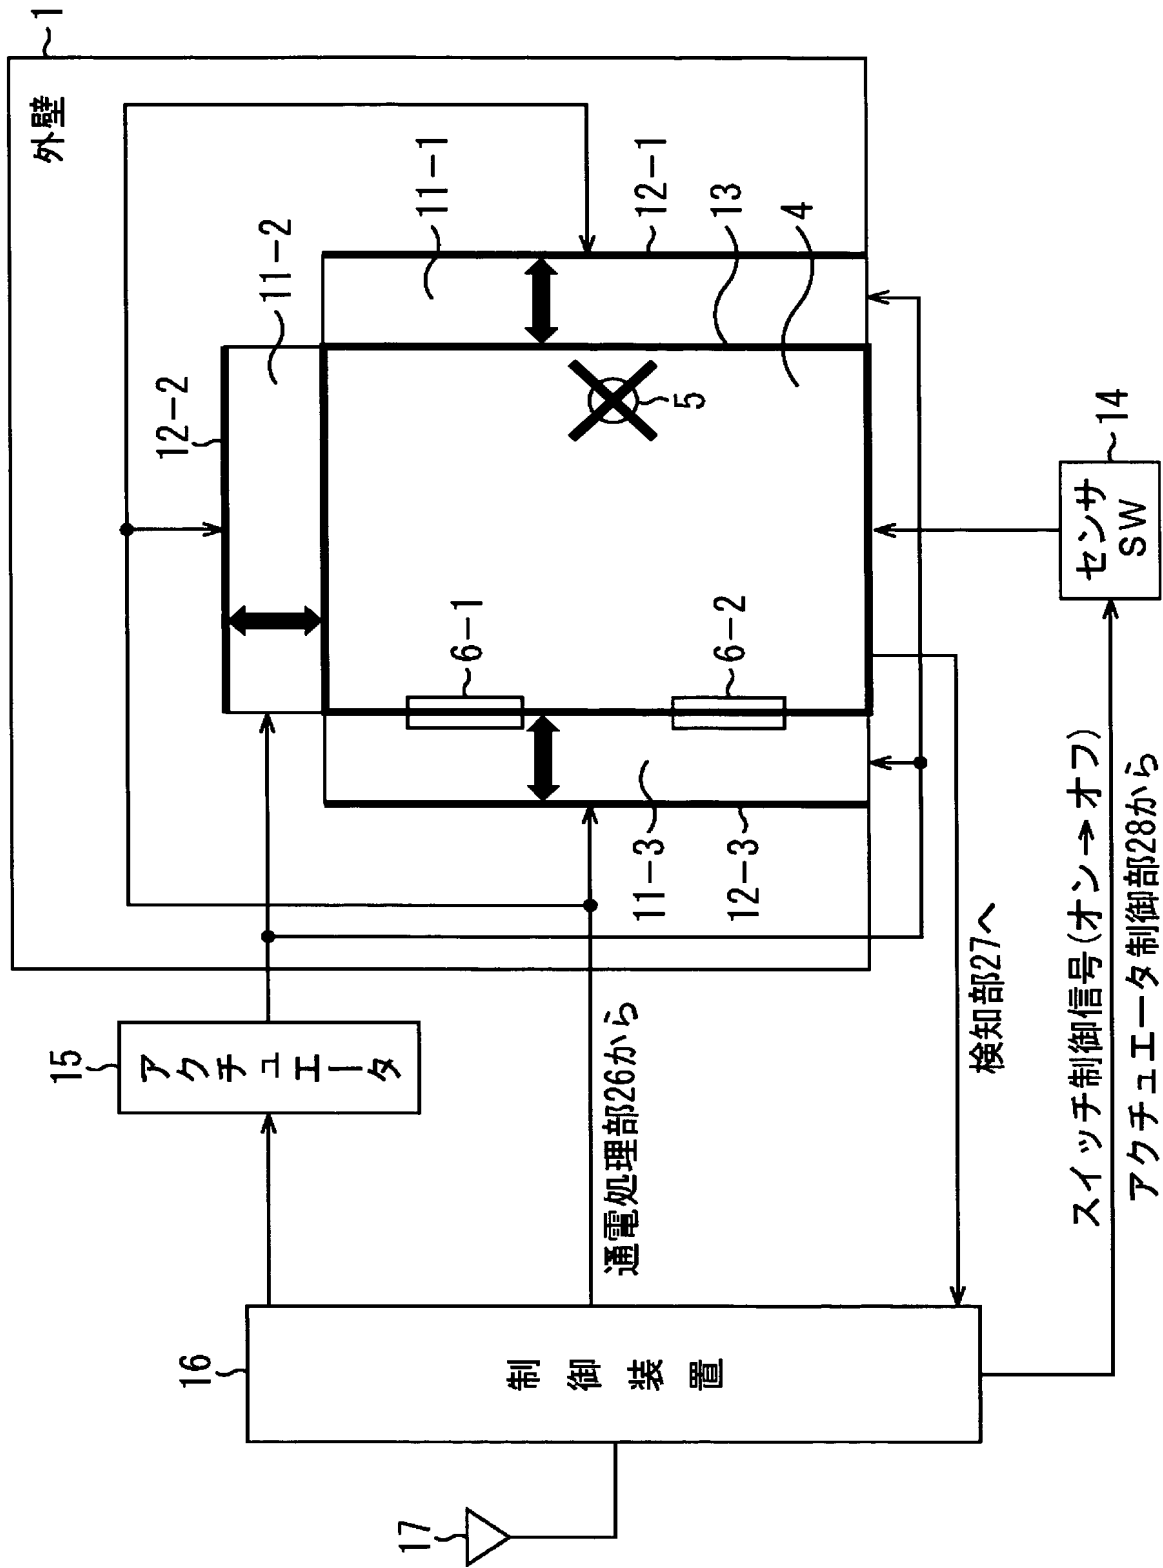 1
外壁
15
アクチュエータ
12-2
16
11-2
17
11-1
6-1
制御装置
通電処理部26から
11-3
12-1
5
6-2
13
12-3
4
検知部27へ
スイッチ制御信号(オン→オフ)
アクチュエータ制御部28から
14
センサ
SW